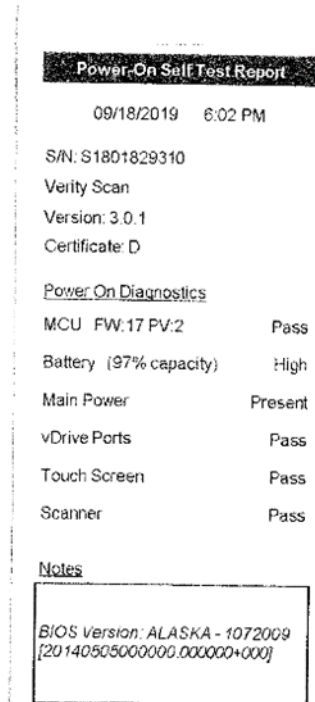 Power-On Self Test Report
09/18/2019 6:02 PM
S/N: S1801829310
Verity Scan
Version: 3.0.1
Certificate: D
Power On Diagnostics
MCU FW:17 PV:2 Pass
Battery (97% capacity) High
Main Power Present
vDrive Ports Pass
Touch Screen Pass
Scanner Pass
Notes
BIOS Version: ALASKA - 1072009
[20140505000000.000000+000]